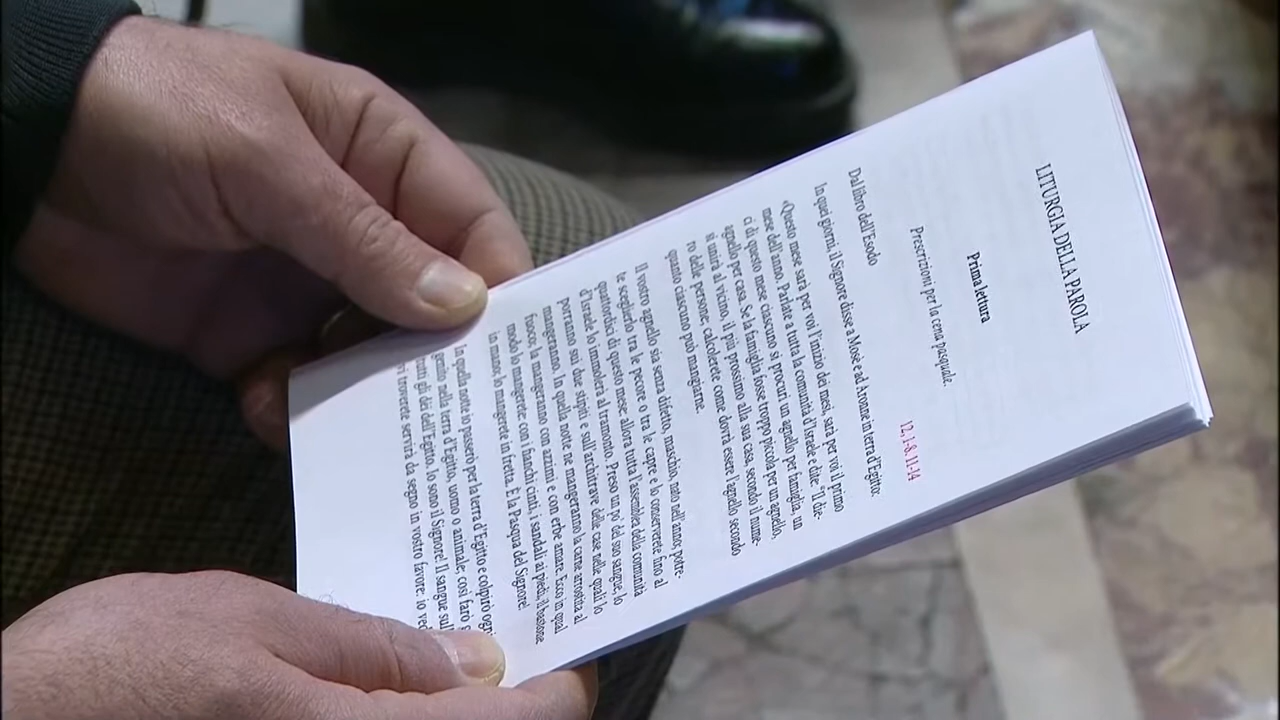 LITURGIA DELLA PAROLA
Prima lettura
Prescrizioni per la cena pasquale.
Dal libro dell'Esodo
12, 1-8. 11-14
In quei giorni, il Signore disse a Mosè e ad Aronne in terra d'Egitto:
«Questo mese sarà per voi l'inizio dei mesi, sarà per voi il primo
mese dell'anno. Parlate a tutta la comunità d'Israele e dite: "Il die-
ci di questo mese ciascuno si procuri un agnello per famiglia, un
agnello per casa. Se la famiglia fosse troppo piccola per un agnello,
si unirà al vicino, il più prossimo alla sua casa, secondo il nume-
ro delle persone; calcolerete come dovrà essere l'agnello secondo
quanto ciascuno può mangiarne.
Il vostro agnello sia senza difetto, maschio, nato nell'anno; potre-
te sceglierlo tra le pecore o tra le capre e lo conserverete fino al
quattordici di questo mese: allora tutta l'assemblea della comunità
d'Israele lo immolerà al tramonto. Preso un po' del suo sangue, lo
porranno sui due stipiti e sull'architrave delle case nelle quali lo
mangeranno. In quella notte ne mangeranno la carne arrostita al
fuoco; la mangeranno con azzimi e con erbe amare. Ecco in qual
modo lo mangerete: con i fianchi cinti, i sandali ai piedi, il bastone
in mano; lo mangerete in fretta. È la Pasqua del Signore!
In quella notto io passerò per la terra d'Egitto e colpirò ogni
genito nella terra d'Egitto, uomo o animale; così farò
tutti gli dèi dell'Egitto. Io sono il Signore! Il sangue sul
vi troverete servirà da segno in vostro favore: io ved